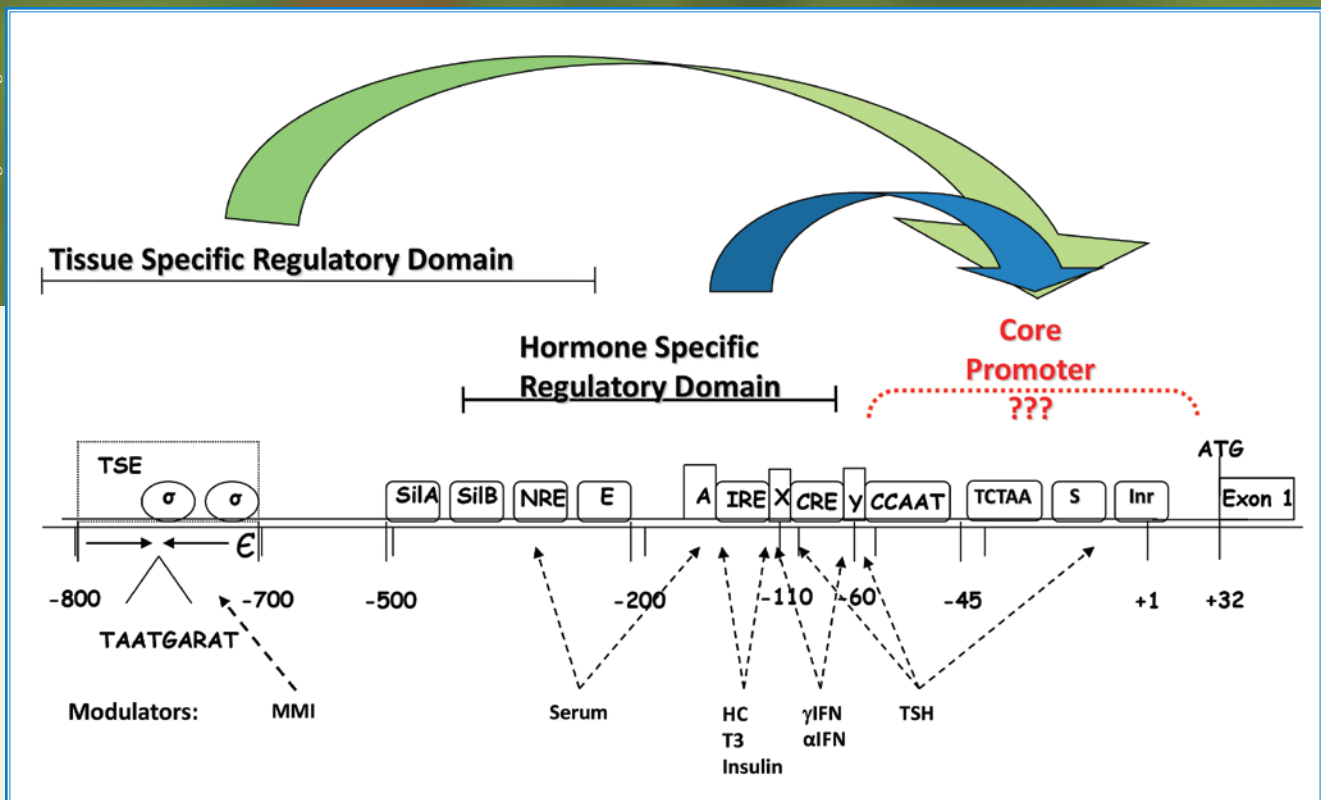 Tissue Specific Regulatory Domain
Hormone Specific
Regulatory Domain
Core
Promoter
???
ATG
TSE
σ σ SilA SilB NRE E A IRE X CRE y CCAAT TCTAA S Inr Exon 1
ϵ
-800 -700 -500 -200 -110 -60 -45 +1 +32
TAATGARAT
Modulators: MMI Serum HC γIFN TSH
T3 αIFN
Insulin